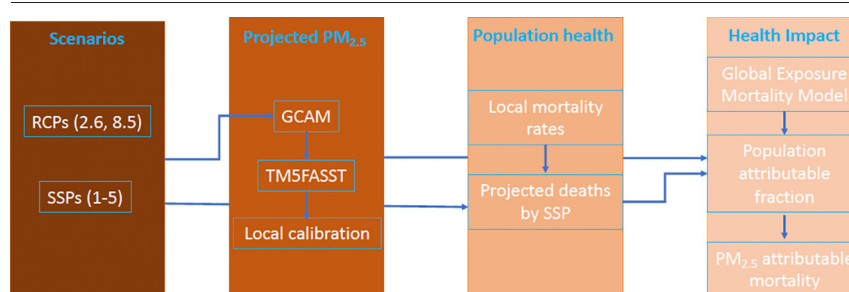 Scenarios
RCPs (2.6, 8.5)
SSPs (1-5)
Projected PM₂.₅
GCAM
TM5FASST
Local calibration
Population health
Local mortality
rates
Projected deaths
by SSP
Health Impact
Global Exposure
Mortality Model
Population
attributable
fraction
PM₂.₅ attributable
mortality